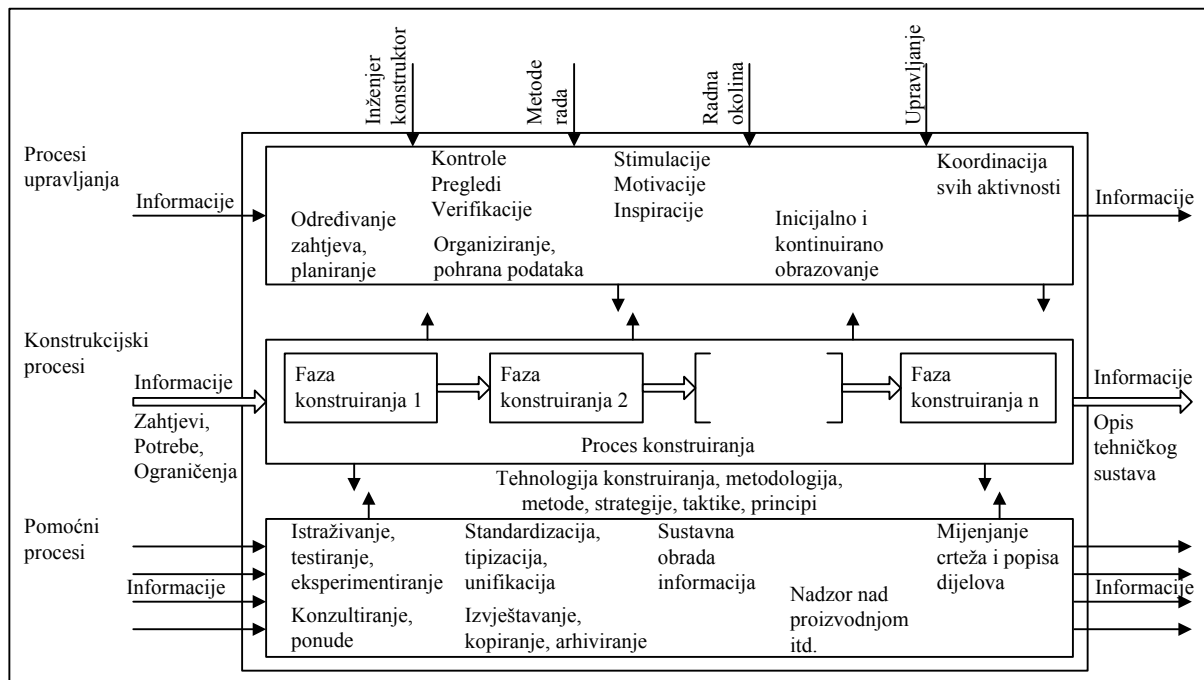 Inženjer
konstruktor
Metode
rada
Radna
okolina
Upravljanje
Procesi
upravljanja
Informacije
Određivanje
zahtjeva,
planiranje
Kontrole
Pregledi
Verifikacije
Organiziranje,
pohrana podataka
Stimulacije
Motivacije
Inspiracije
Inicijalno i
kontinuirano
obrazovanje
Koordinacija
svih aktivnosti
Informacije
Konstrukcijski
procesi
Informacije
Zahtjevi,
Potrebe,
Ograničenja
Faza
konstruiranja 1
Faza
konstruiranja 2
Faza
konstruiranja n
Proces konstruiranja
Informacije
Opis
tehničkog
sustava
Tehnologija konstruiranja, metodologija,
metode, strategije, taktike, principi
Pomoćni
procesi
Informacije
Istraživanje,
testiranje,
eksperimentiranje
Konzultiranje,
ponude
Standardizacija,
tipizacija,
unifikacija
Izvještavanje,
kopiranje, arhiviranje
Sustavna
obrada
informacija
Nadzor nad
proizvodnjom
itd.
Mijenjanje
crteža i popisa
dijelova
Informacije